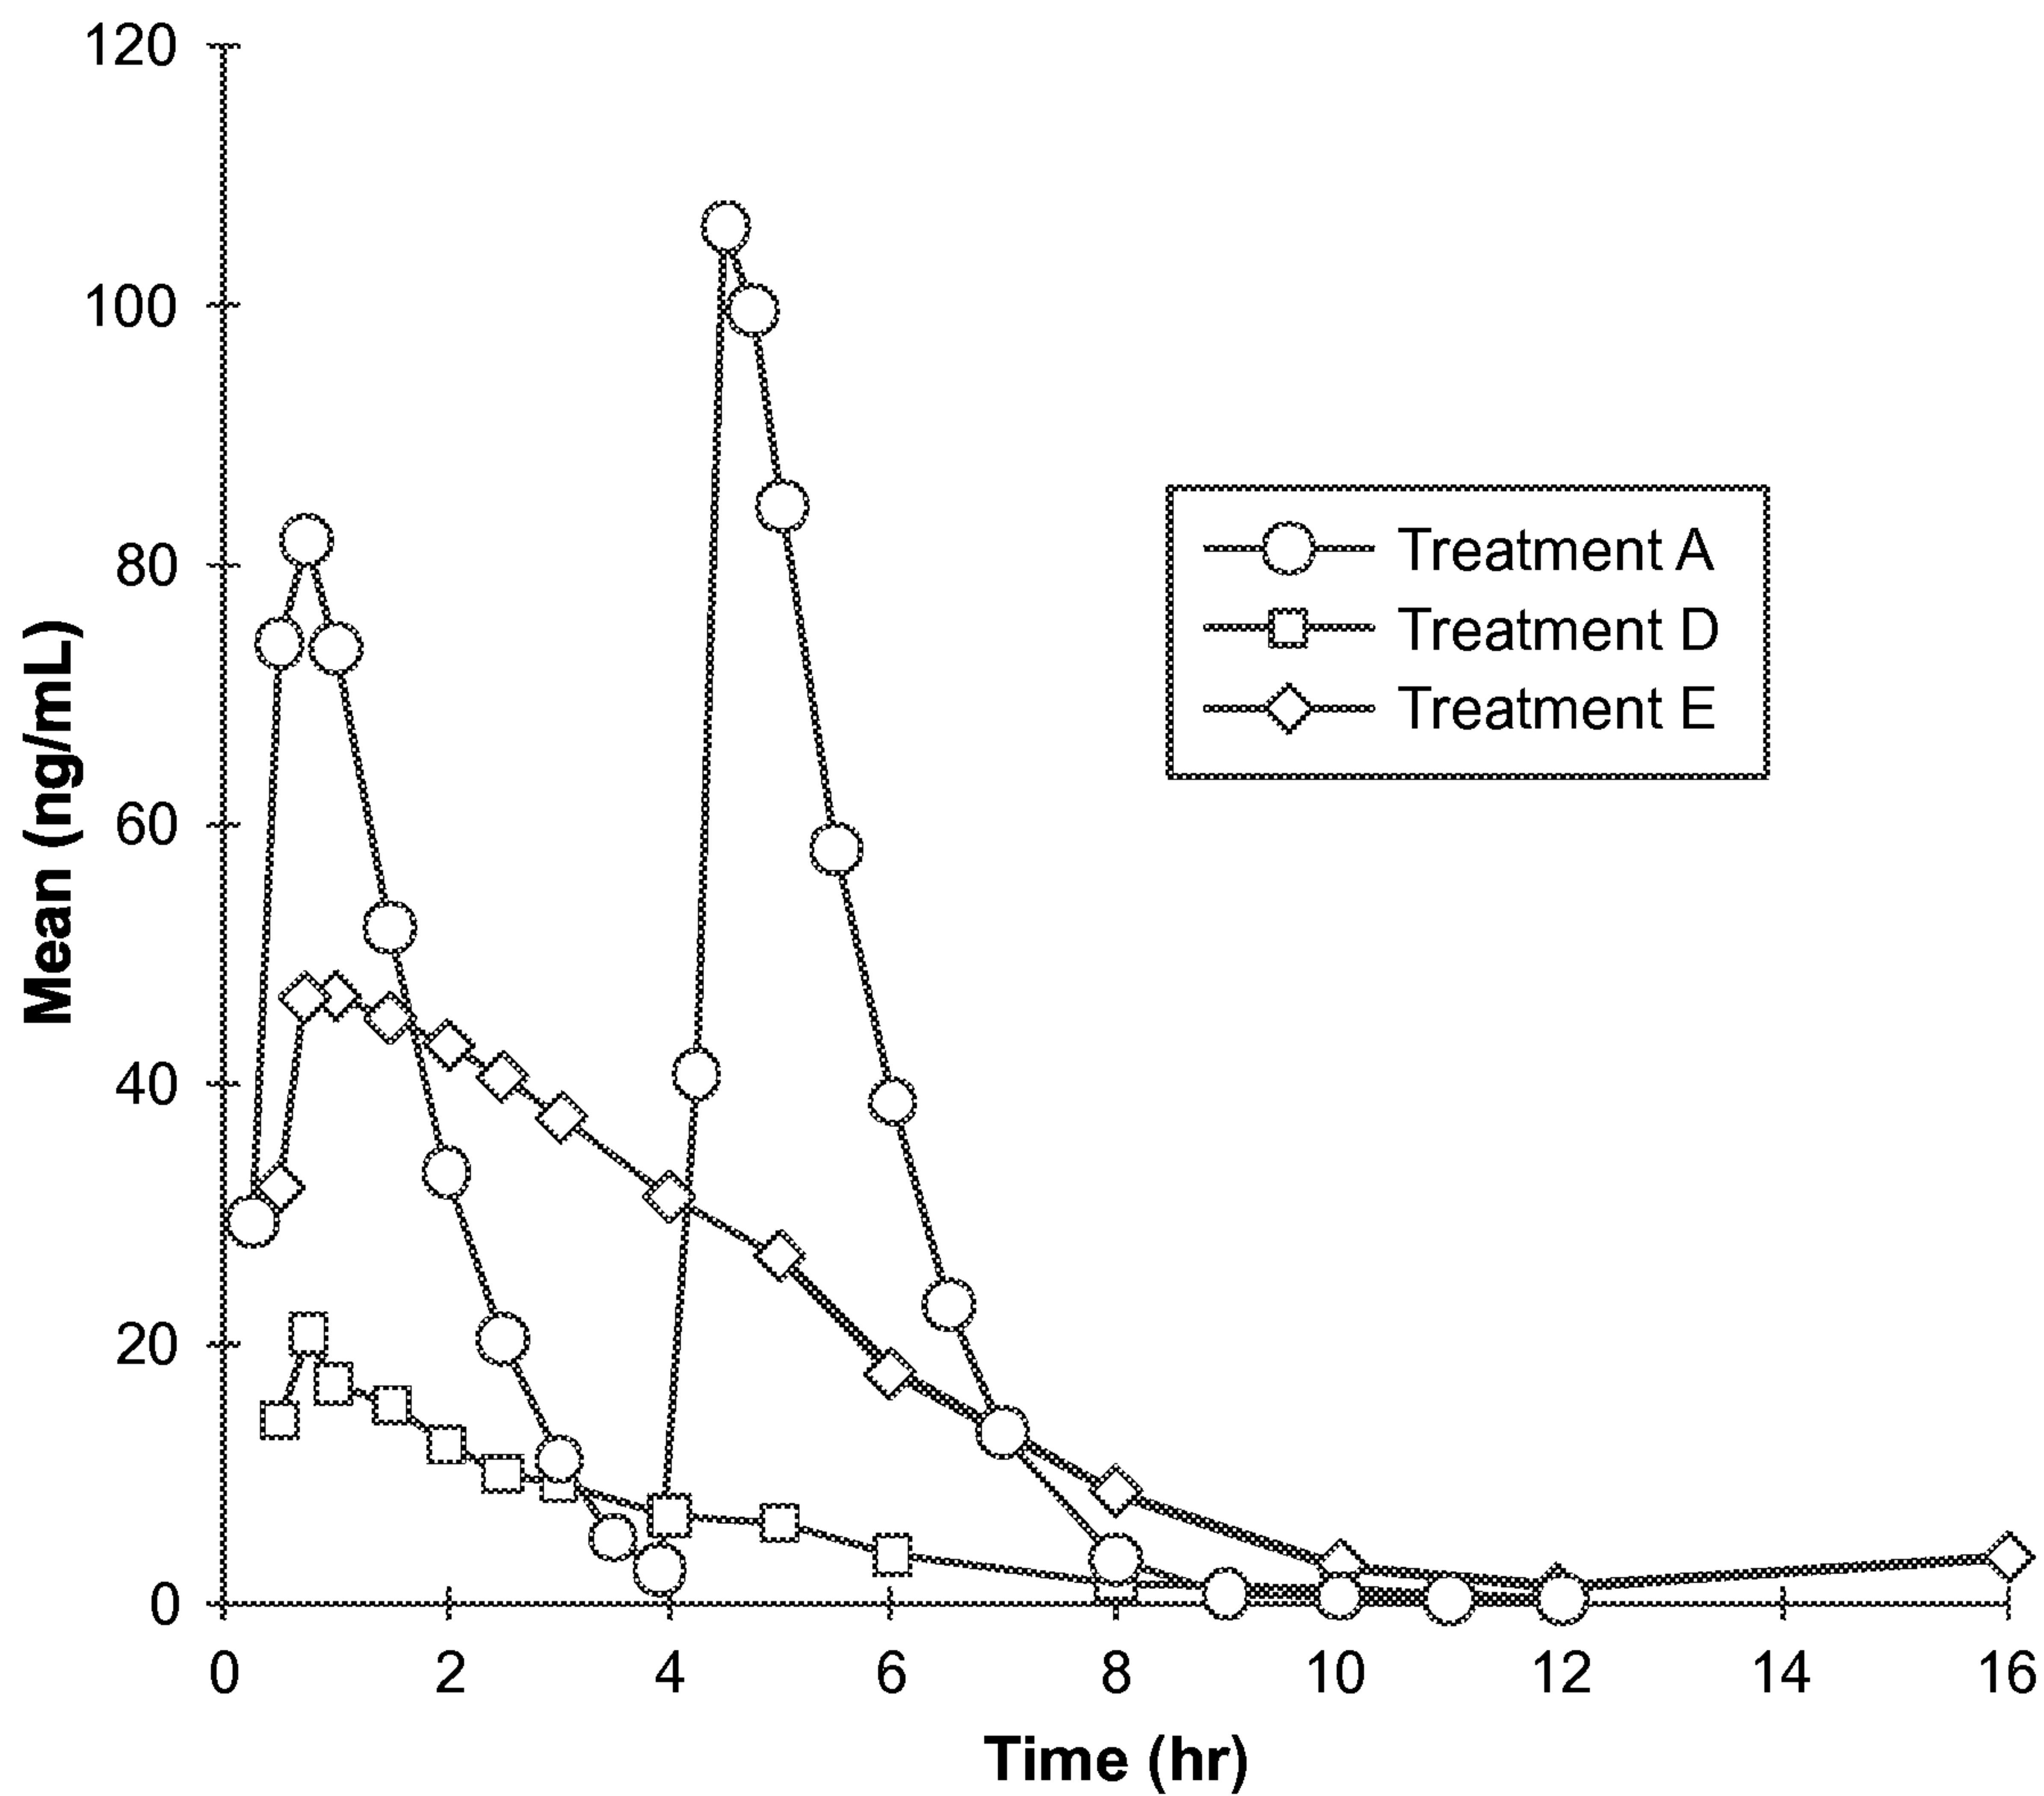 120
100
80
60
40
20
0
Mean (ng/mL)
Treatment A
Treatment D
Treatment E
0 2 4 6 8 10 12 14 16
Time (hr)